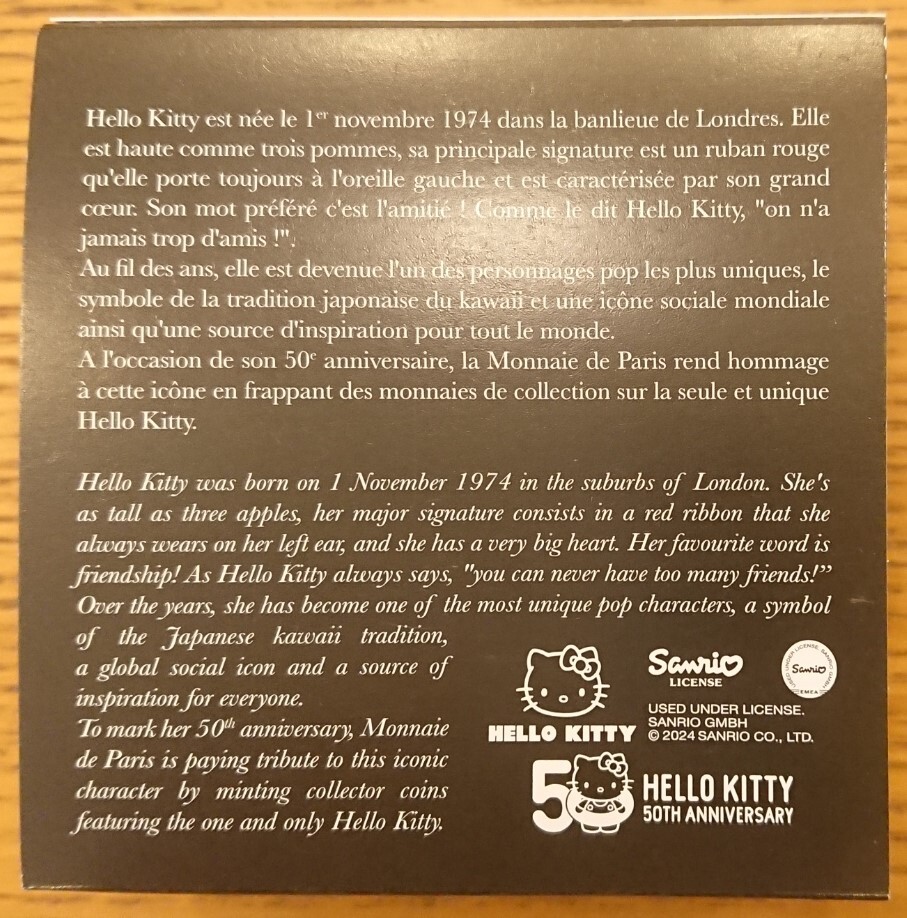 Hello Kitty est née le 1er novembre 1974 dans la banlieue de Londres. Elle
est haute comme trois pommes, sa principale signature est un ruban rouge
qu'elle porte toujours à l'oreille gauche et est caractérisée par son grand
cœur. Son mot préféré c'est l'amitié ! Comme le dit Hello Kitty, "on n'a
jamais trop d'amis !".
Au fil des ans, elle est devenue l'un des personnages pop les plus uniques, le
symbole de la tradition japonaise du kawaii et une icône sociale mondiale
ainsi qu'une source d'inspiration pour tout le monde.
A l'occasion de son 50e anniversaire, la Monnaie de Paris rend hommage
à cette icône en frappant des monnaies de collection sur la seule et unique
Hello Kitty.
Hello Kitty was born on 1 November 1974 in the suburbs of London. She's
as tall as three apples, her major signature consists in a red ribbon that she
always wears on her left ear, and she has a very big heart. Her favourite word is
friendship! As Hello Kitty always says, "you can never have too many friends!”
Over the years, she has become one of the most unique pop characters, a symbol
of the Japanese kawaii tradition,
a global social icon and a source of
inspiration for everyone.
To mark her 50th anniversary, Monnaie
de Paris is paying tribute to this iconic
character by minting collector coins
featuring the one and only Hello Kitty.
HELLO KITTY
Sanrio
LICENSE
USED UNDER LICENSE. SANRIO GMBH
Sanrio
EMEA
USED UNDER LICENSE.
SANRIO GMBH
© 2024 SANRIO CO., LTD.
50
HELLO KITTY
50TH ANNIVERSARY